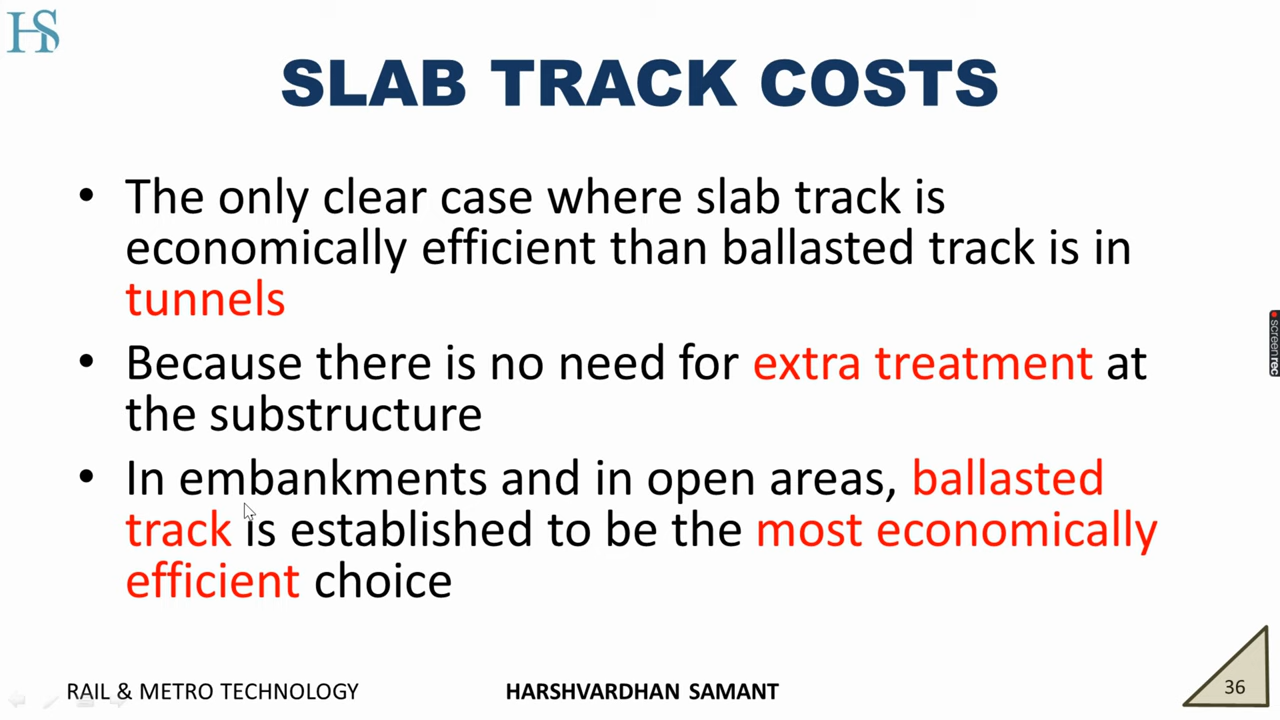 HS
SLAB TRACK COSTS
• The only clear case where slab track is
economically efficient than ballasted track is in
tunnels
• Because there is no need for extra treatment at
the substructure
• In embankments and in open areas, ballasted
track is established to be the most economically
efficient choice
screenrec
RAIL & METRO TECHNOLOGY
HARSHVARDHAN SAMANT
36